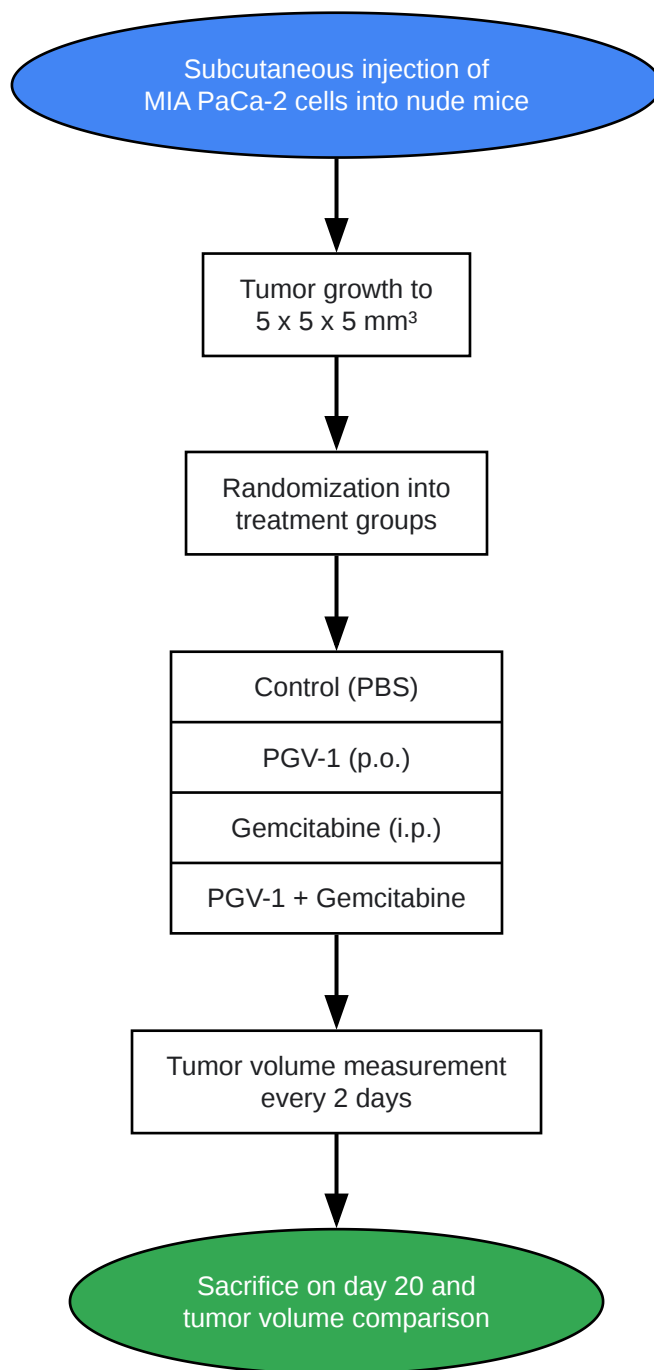 Subcutaneous injection of
MIA PaCa-2 cells into nude mice
Tumor growth to
5 x 5 x 5 mm³
Randomization into
treatment groups
Control (PBS)
PGV-1 (p.o.)
Gemcitabine (i.p.)
PGV-1 + Gemcitabine
Tumor volume measurement
every 2 days
Sacrifice on day 20 and
tumor volume comparison